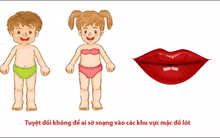 Tuyệt đối không để ai sờ soạng vào các khu vực mặc đồ lót